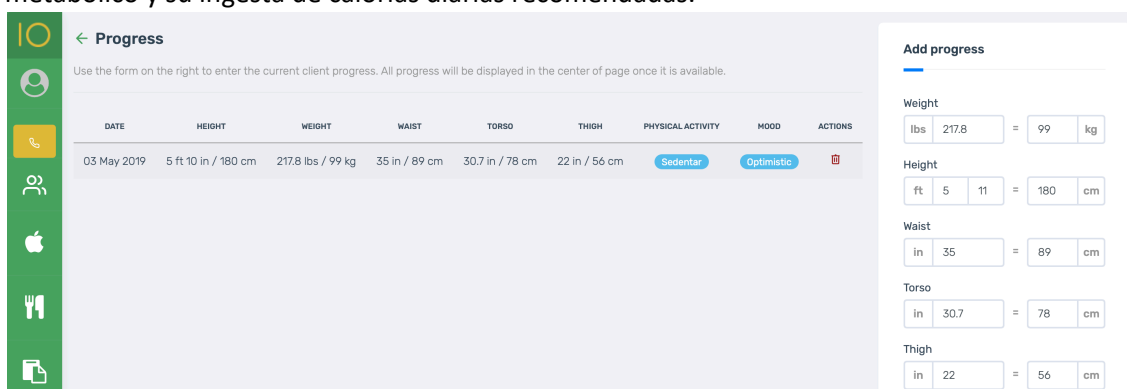 metabólico y su ingesta de calorías diarias recomendadas.
IO
← Progress
Use the form on the right to enter the current client progress. All progress will be displayed in the center of page once it is available.
DATE HEIGHT WEIGHT WAIST TORSO THIGH PHYSICAL ACTIVITY MOOD ACTIONS
03 May 2019 5 ft 10 in / 180 cm 217.8 lbs / 99 kg 35 in / 89 cm 30.7 in / 78 cm 22 in / 56 cm Sedentar Optimistic
Add progress
Weight
lbs 217.8 = 99 kg
Height
ft 5 11 = 180 cm
Waist
in 35 = 89 cm
Torso
in 30.7 = 78 cm
Thigh
in 22 = 56 cm